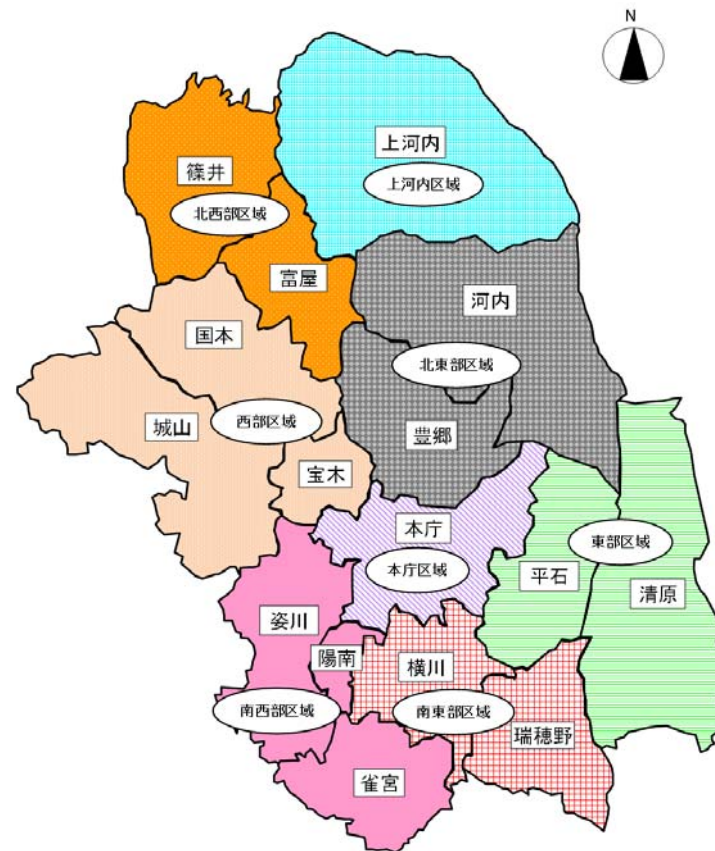 N
上河内
上河内区域
篠井
北西部区域
富屋
河内
国本
北東部区域
城山
西部区域
豊郷
宝木
本庁
東部区域
本庁区域
平石
清原
姿川
陽南
横川
南西部区域
南東部区域
瑞穂野
雀宮